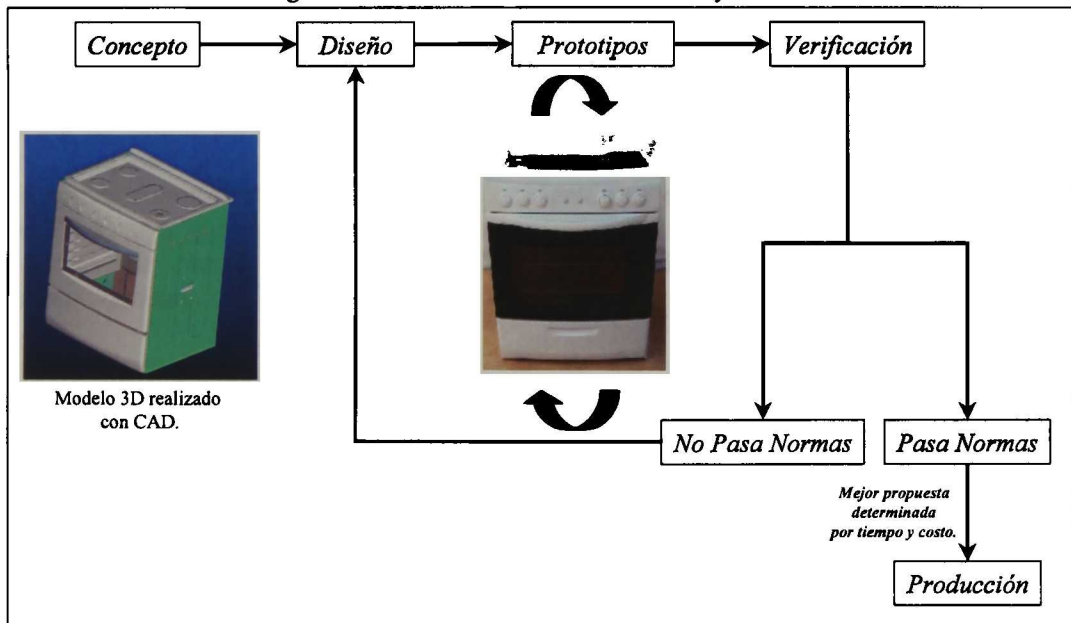 Concepto
Diseño
Prototipos
Verificación
Modelo 3D realizado
con CAD.
No Pasa Normas
Pasa Normas
Mejor propuesta
determinada
por tiempo y costo.
Producción